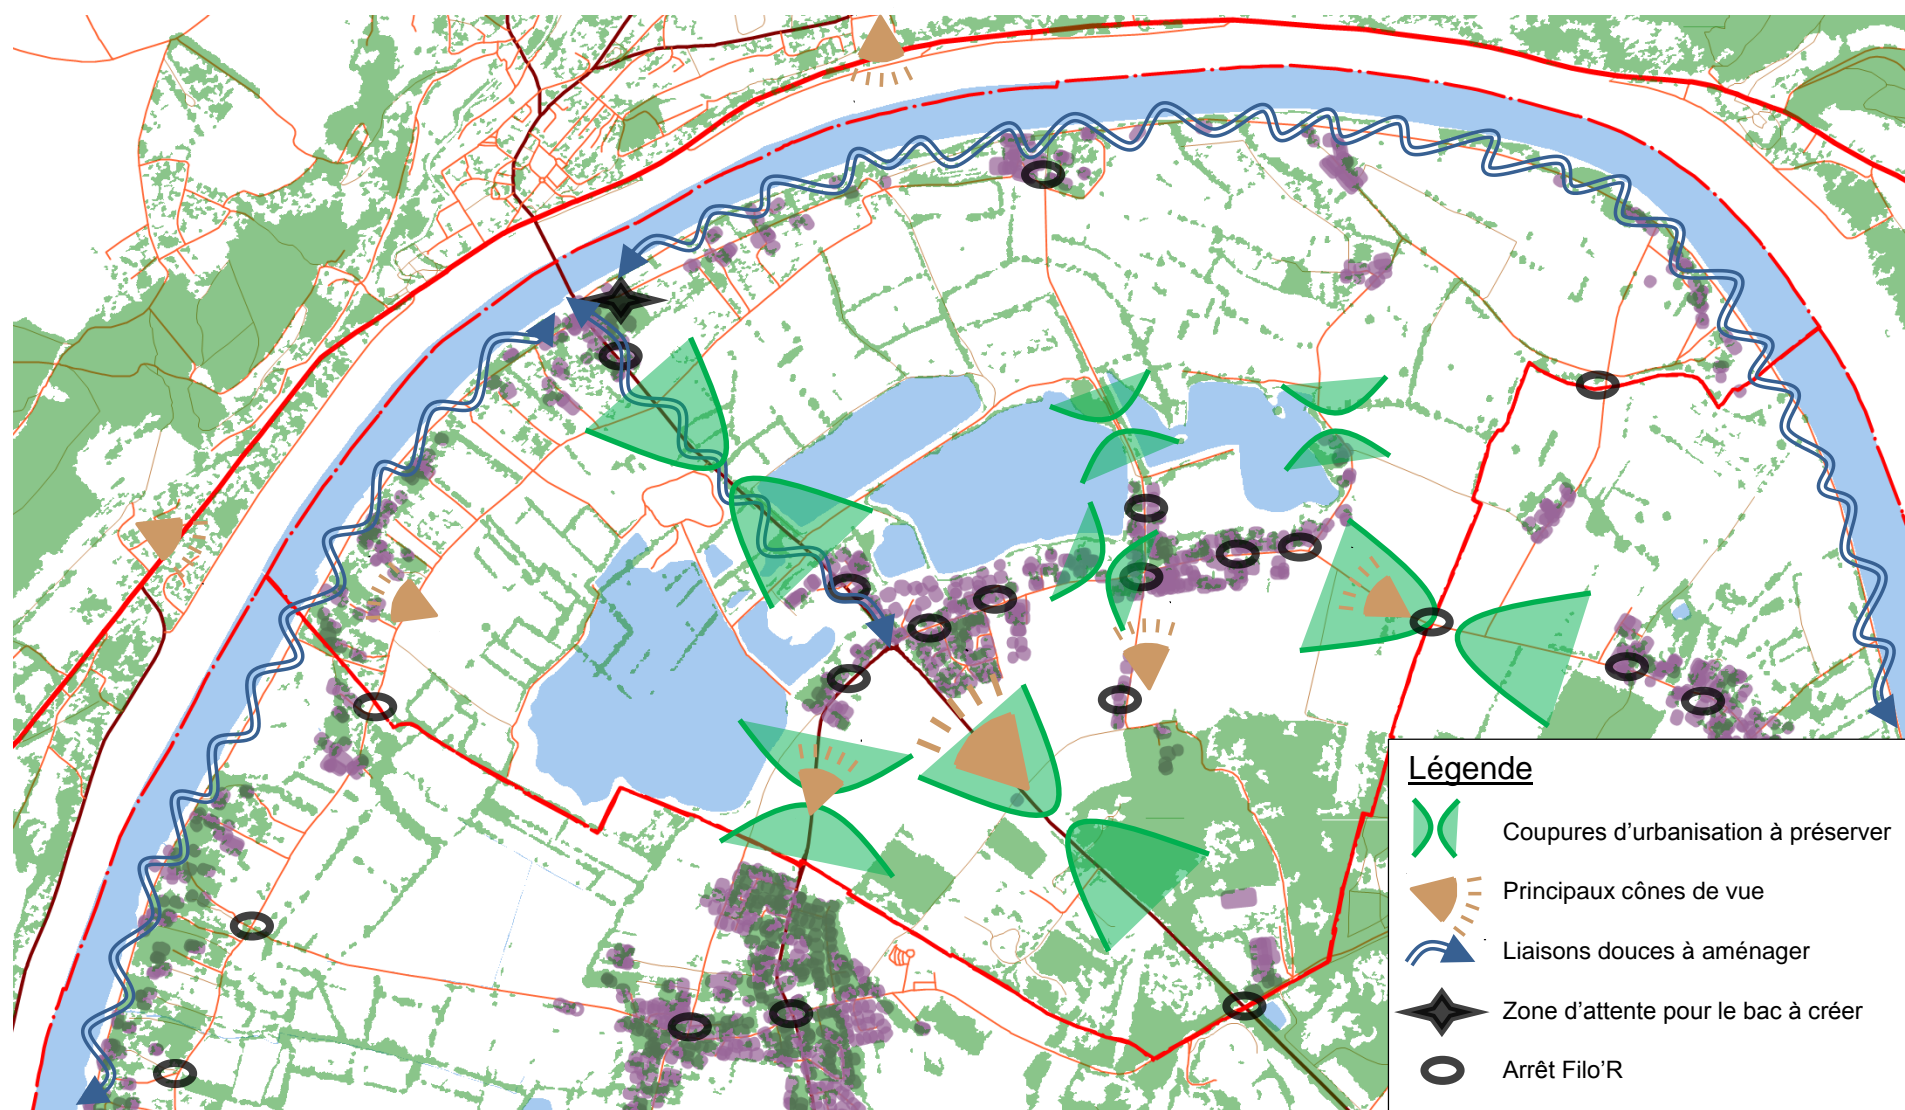 Légende
Coupures d'urbanisation à préserver
Principaux cônes de vue
Liaisons douces à aménager
Zone d'attente pour le bac à créer
Arrêt Filo'R